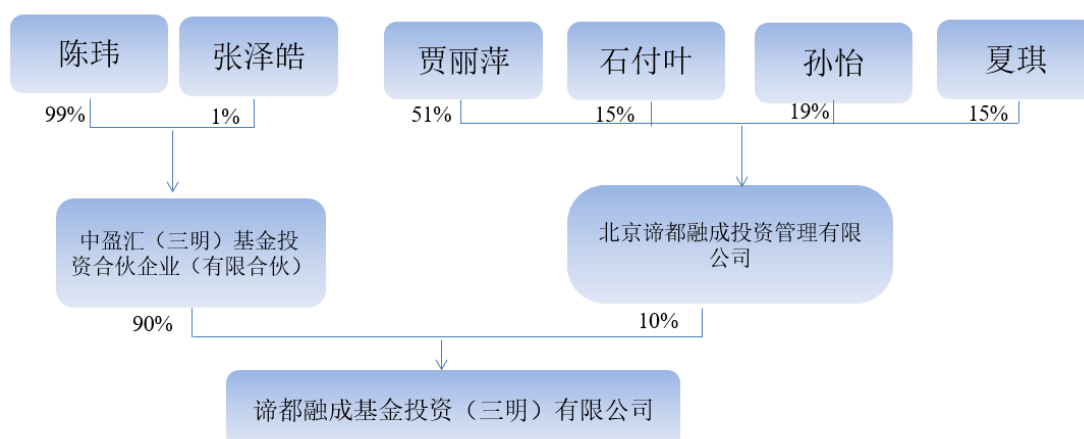 陈玮
张泽皓
贾丽萍
石付叶
孙怡
夏琪
99%
1%
51%
15%
19%
15%
中盈汇（三明）基金投
资合伙企业（有限合伙）
北京谛都融成投资管理有限
公司
90%
10%
谛都融成基金投资（三明）有限公司